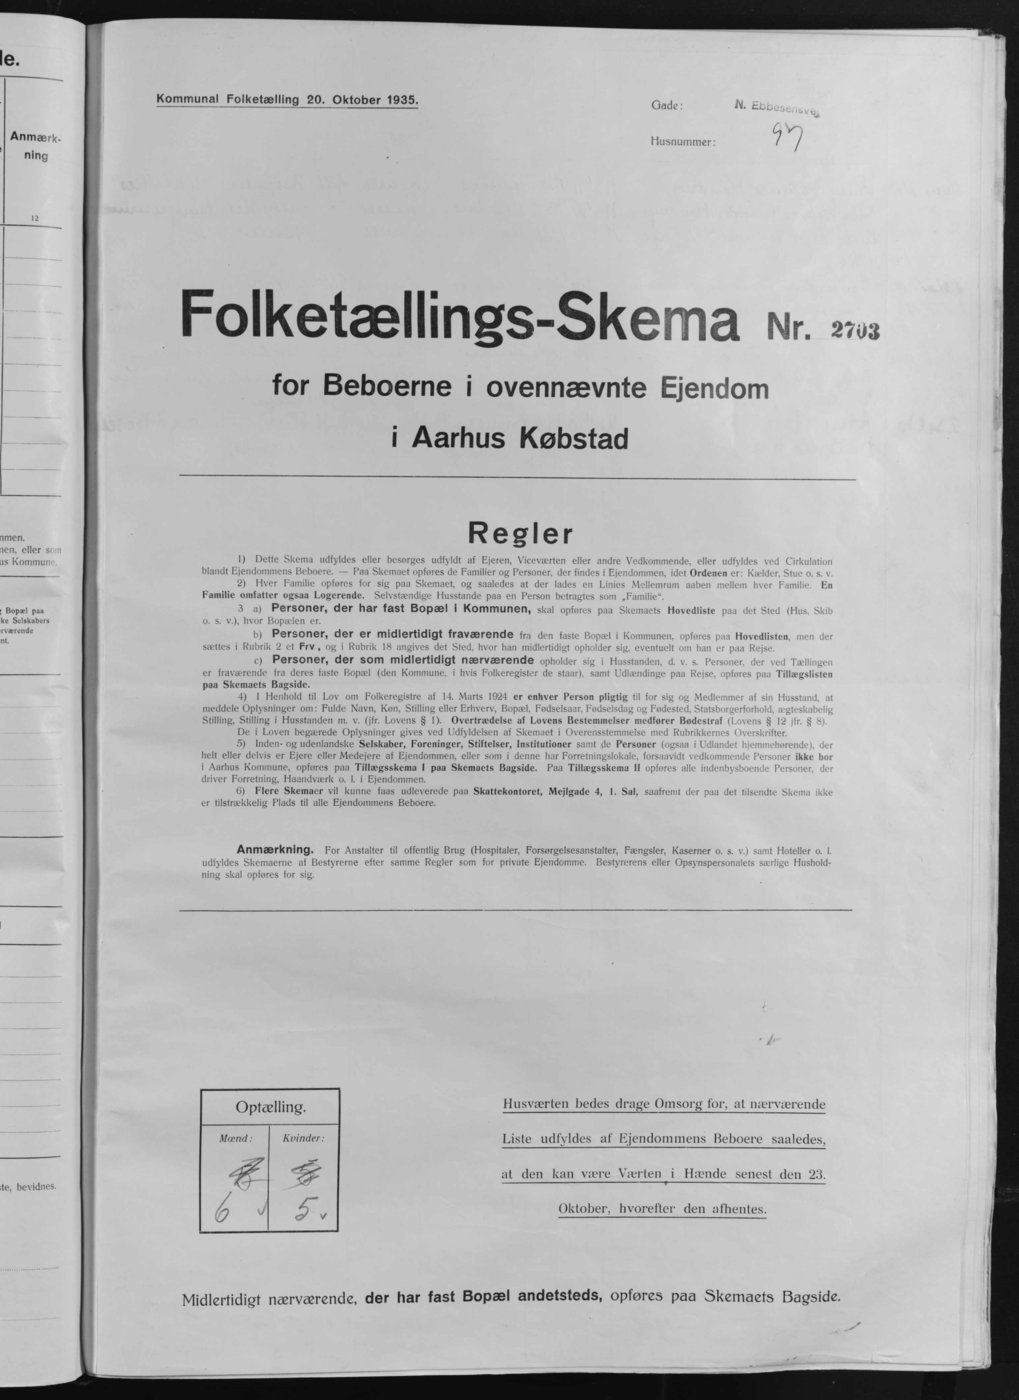 le.
Anmærk-
ning
12
mmen.
nen, eller som
us Kommune.
g Bopæl paa
ke Selskabers
rværende
nt.
te, bevidnes.
Kommunal Folketælling 20. Oktober 1935.
Gade: N. Ebbesensvej
Husnummer: 97
Folketællings-Skema Nr. 2703
for Beboerne i ovennævnte Ejendom
i Aarhus Købstad
Regler
1) Dette Skema udfyldes eller besørges udfyldt af Ejeren, Viceværten eller andre Vedkommende, eller udfyldes ved Cirkulation
blandt Ejendommens Beboere. — Paa Skemaet opføres de Familier og Personer, der findes i Ejendommen, idet Ordenen er: Kælder, Stue o. s. v.
2) Hver Familie opføres for sig paa Skemaet, og saaledes at der lades en Linies Mellemrum aaben mellem hver Familie. En
Familie omfatter ogsaa Logerende. Selvstændige Husstande paa en Person betragtes som „Familie“.
3 a) Personer, der har fast Bopæl i Kommunen, skal opføres paa Skemaets Hovedliste paa det Sted (Hus, Skib
o. s. v.), hvor Bopælen er.
b) Personer, der er midlertidigt fraværende fra den faste Bopæl i Kommunen, opføres paa Hovedlisten, men der
sættes i Rubrik 2 et Frv., og i Rubrik 18 angives det Sted, hvor han midlertidigt opholder sig, eventuelt om han er paa Rejse.
c) Personer, der som midlertidigt nærværende opholder sig i Husstanden, d. v. s. Personer, der ved Tællingen
er fraværende fra deres faste Bopæl (den Kommune, i hvis Folkeregister de staar), samt Udlændinge paa Rejse, opføres paa Tillægslisten
paa Skemaets Bagside.
4) I Henhold til Lov om Folkeregistre af 14. Marts 1924 er enhver Person pligtig til for sig og Medlemmer af sin Husstand, at
meddele Oplysninger om: Fulde Navn, Køn, Stilling eller Erhverv, Bopæl, Fødselsaar, Fødselsdag og Fødested, Statsborgerforhold, ægteskabelig
Stilling, Stilling i Husstanden m. v. (jfr. Lovens § 1). Overtrædelse af Lovens Bestemmelser medfører Bødestraf (Lovens § 12 jfr. § 8).
De i Loven begærede Oplysninger gives ved Udfyldelsen af Skemaet i Overensstemmelse med Rubrikkernes Overskrifter.
5) Inden- og udenlandske Selskaber, Foreninger, Stiftelser, Institutioner samt de Personer (ogsaa i Udlandet hjemmehørende), der
helt eller delvis er Ejere eller Medejere af Ejendommen, eller som i denne har Forretningslokale, forsaavidt vedkommende Personer ikke bor
i Aarhus Kommune, opføres paa Tillægsskema I paa Skemaets Bagside. Paa Tillægsskema II opføres alle indenbysboende Personer, der
driver Forretning, Haandværk o. l. i Ejendommen.
6) Flere Skemaer vil kunne faas udleverede paa Skattekontoret, Mejlgade 4, 1. Sal, saafremt der paa det tilsendte Skema ikke
er tilstrækkelig Plads til alle Ejendommens Beboere.
Anmærkning. For Anstalter til offentlig Brug (Hospitaler, Forsørgelsesanstalter, Fængsler, Kaserner o. s. v.) samt Hoteller o. l.
udfyldes Skemaerne af Bestyrerne efter samme Regler som for private Ejendomme. Bestyrerens eller Opsynspersonalets særlige Hushold-
ning skal opføres for sig.
Optælling.
Mænd: Kvinder:
6 5
Husværten bedes drage Omsorg for, at nærværende
Liste udfyldes af Ejendommens Beboere saaledes,
at den kan være Værten i Hænde senest den 23.
Oktober, hvorefter den afhentes.
Midlertidigt nærværende, der har fast Bopæl andetsteds, opføres paa Skemaets Bagside.